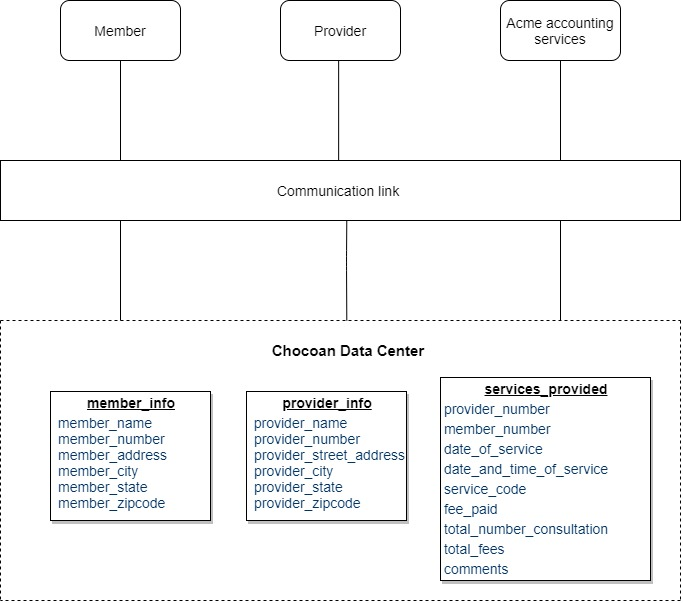 Member
Provider
Acme accounting
services
Communication link
Chocoan Data Center
member_info
member_name
member_number
member_address
member_city
member_state
member_zipcode
provider_info
provider_name
provider_number
provider_street_address
provider_city
provider_state
provider_zipcode
services_provided
provider_number
member_number
date_of_service
date_and_time_of_service
service_code
fee_paid
total_number_consultation
total_fees
comments